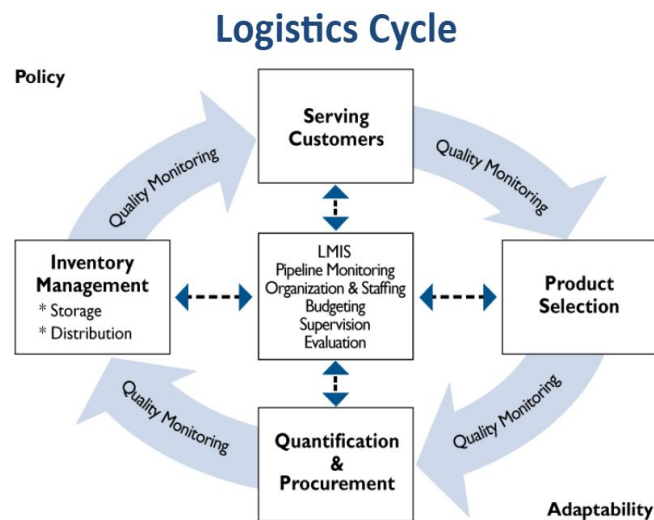 Logistics Cycle
Policy
Serving
Customers
Quality Monitoring
Quality Monitoring
Inventory
Management
* Storage
* Distribution
LMIS
Pipeline Monitoring
Organization & Staffing
Budgeting
Supervision
Evaluation
Product
Selection
Quality Monitoring
Quality Monitoring
Quantification
&
Procurement
Adaptability